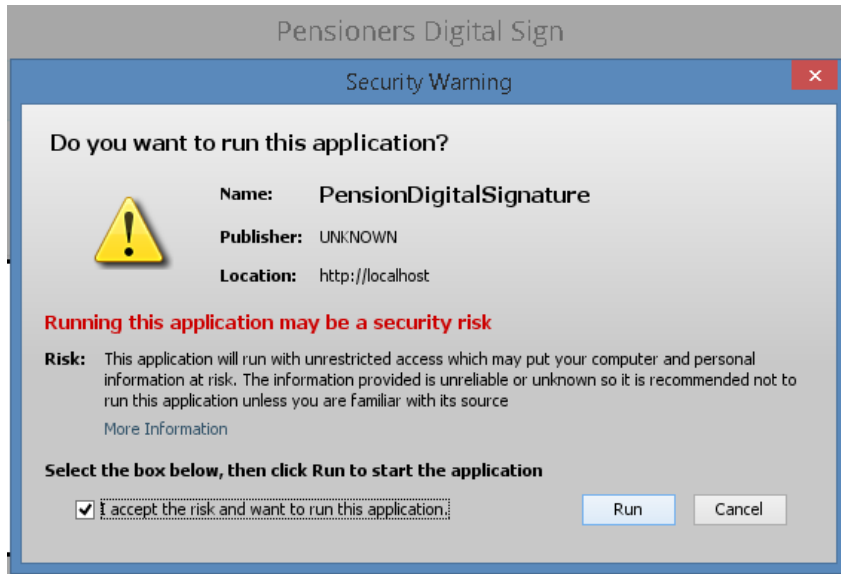 Pensioners Digital Sign
Security Warning
Do you want to run this application?
Name: PensionDigitalSignature
Publisher: UNKNOWN
Location: http://localhost
Running this application may be a security risk
Risk: This application will run with unrestricted access which may put your computer and personal
information at risk. The information provided is unreliable or unknown so it is recommended not to
run this application unless you are familiar with its source
More Information
Select the box below, then click Run to start the application
I accept the risk and want to run this application.
Run
Cancel